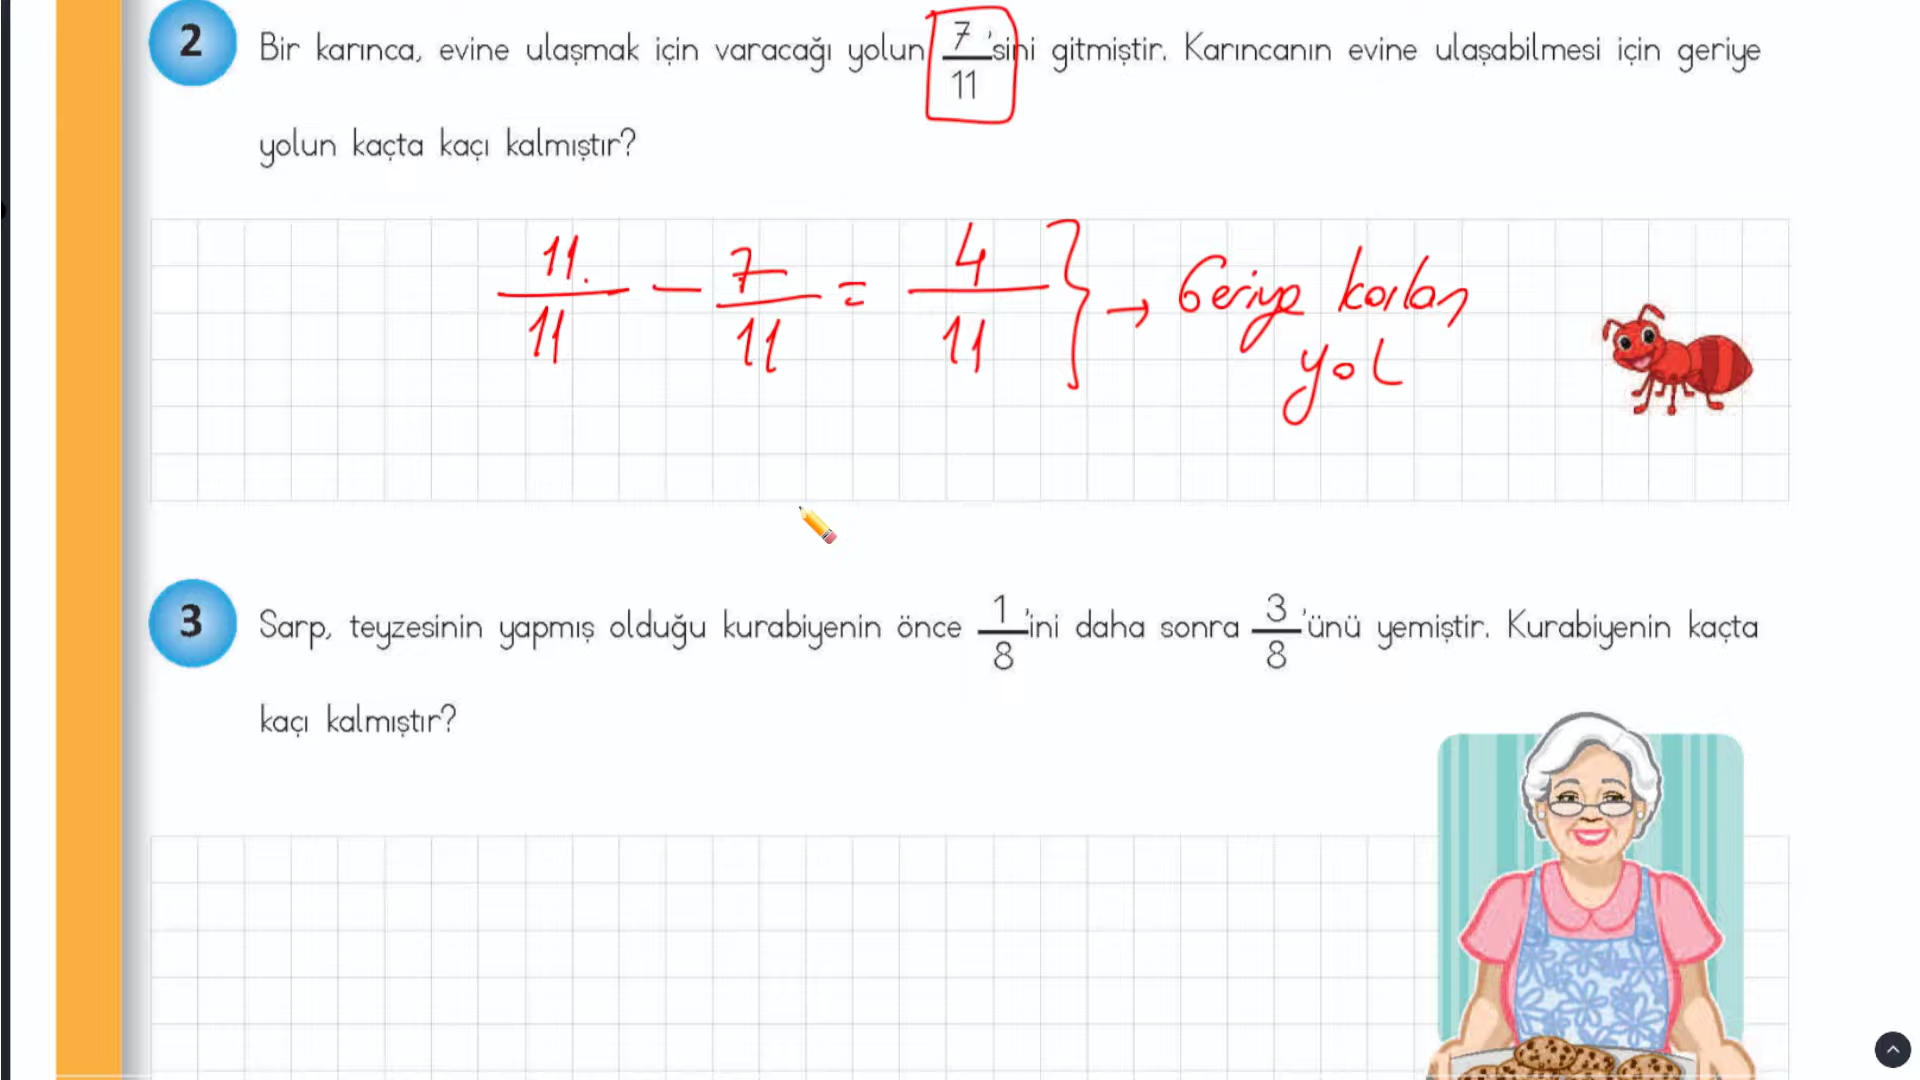 2
Bir karınca, evine ulaşmak için varacağı yolun 7/11'sini gitmiştir. Karıncanın evine ulaşabilmesi için geriye
yolun kaçta kaçı kalmıştır?
11/11 - 7/11 = 4/11 } → Geriye kalan
yol
3
Sarp, teyzesinin yapmış olduğu kurabiyenin önce 1/8'ini daha sonra 3/8'ünü yemiştir. Kurabiyenin kaçta
kaçı kalmıştır?